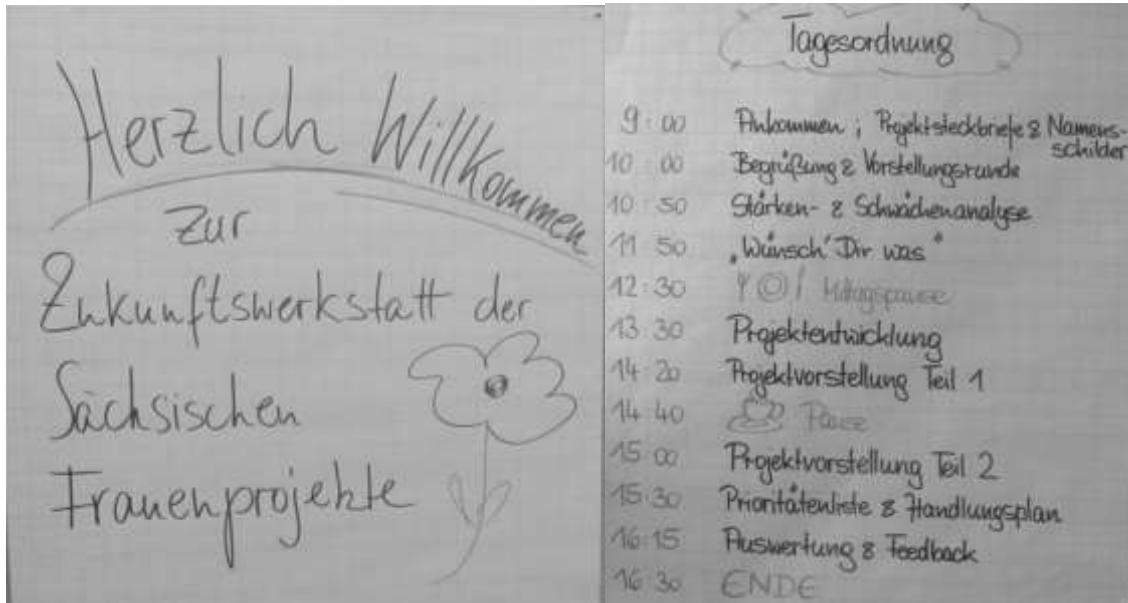 Herzlich Willkommen
zur
Zukunftswerkstatt der
Sächsischen
Frauenprojekte
Tagesordnung
9:00 Ankommen ; Projektsteckbriefe & Namens-
schilder
10:00 Begrüßung & Vorstellungsrunde
10:50 Stärken- & Schwächenanalyse
11:50 „Wünsch' Dir was"
12:30 Mittagspause
13:30 Projektentwicklung
14:20 Projektvorstellung Teil 1
14:40 Pause
15:00 Projektvorstellung Teil 2
15:30 Prioritätenliste & Handlungsplan
16:15 Auswertung & Feedback
16:30 ENDE